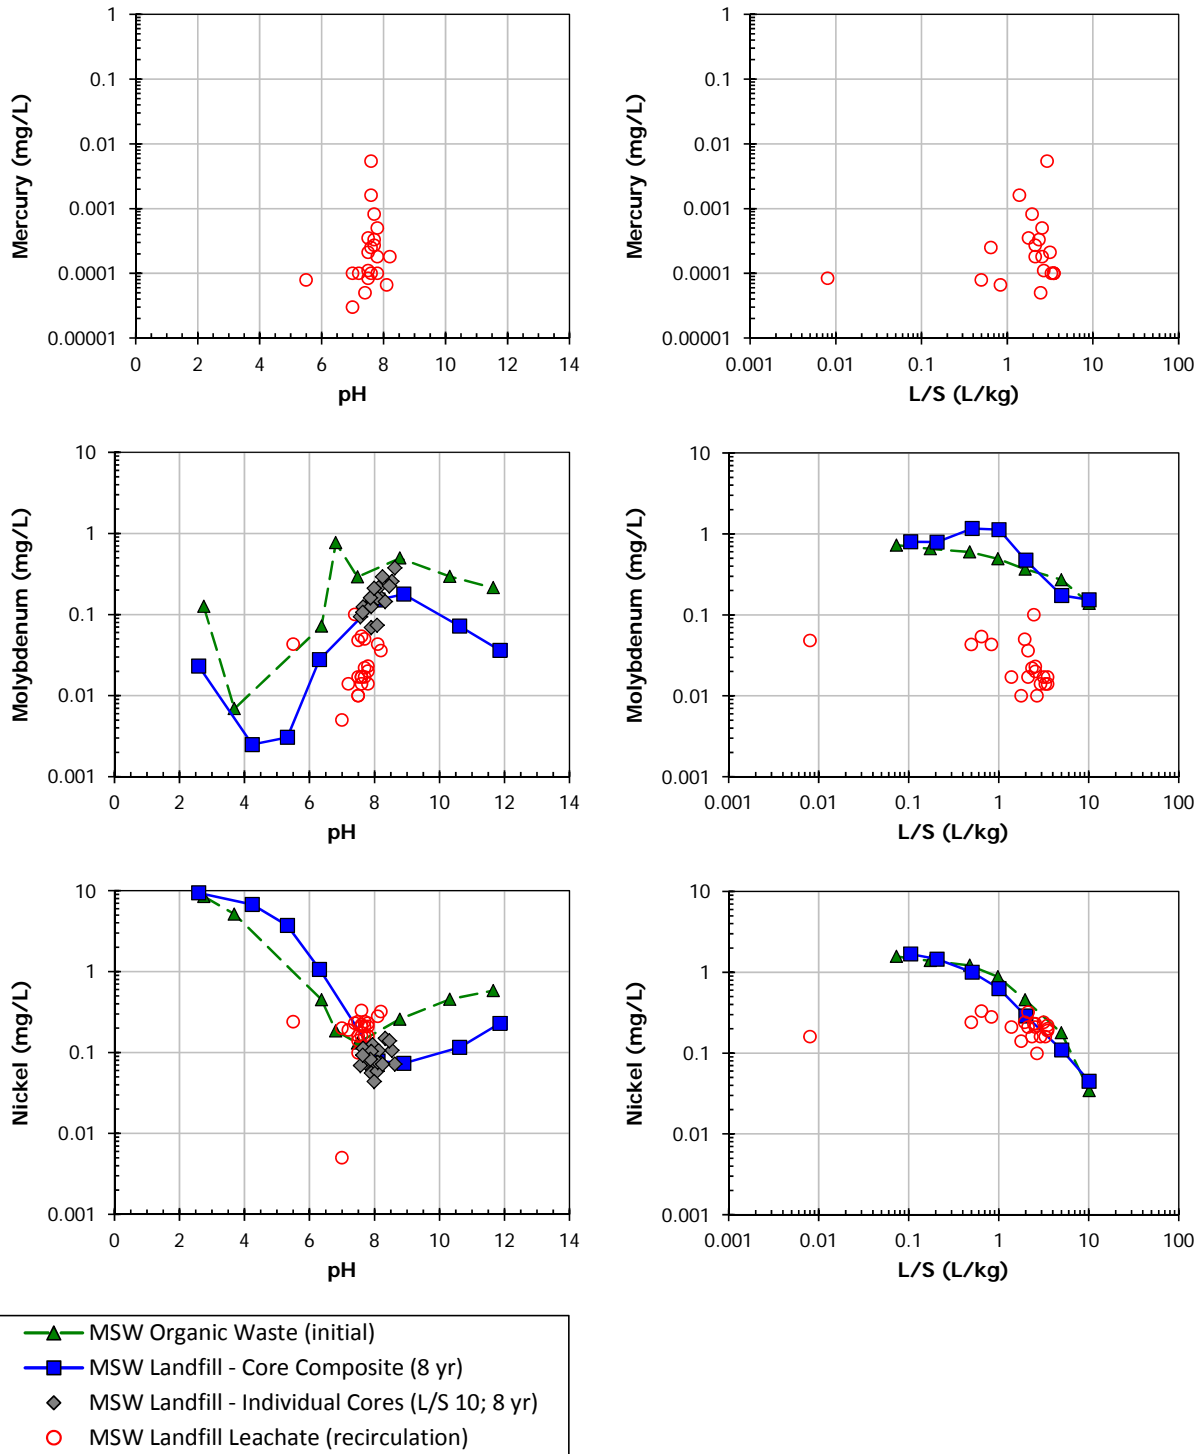 1
0.1
0.01
0.001
0.0001
0.00001
Mercury (mg/L)
0 2 4 6 8 10 12 14
pH
1
0.1
0.01
0.001
0.0001
0.00001
Mercury (mg/L)
0.001 0.01 0.1 1 10 100
L/S (L/kg)
10
1
0.1
0.01
0.001
Molybdenum (mg/L)
0 2 4 6 8 10 12 14
pH
10
1
0.1
0.01
0.001
Molybdenum (mg/L)
0.001 0.01 0.1 1 10 100
L/S (L/kg)
10
1
0.1
0.01
0.001
Nickel (mg/L)
0 2 4 6 8 10 12 14
pH
10
1
0.1
0.01
0.001
Nickel (mg/L)
0.001 0.01 0.1 1 10 100
L/S (L/kg)
MSW Organic Waste (initial)
MSW Landfill - Core Composite (8 yr)
MSW Landfill - Individual Cores (L/S 10; 8 yr)
MSW Landfill Leachate (recirculation)